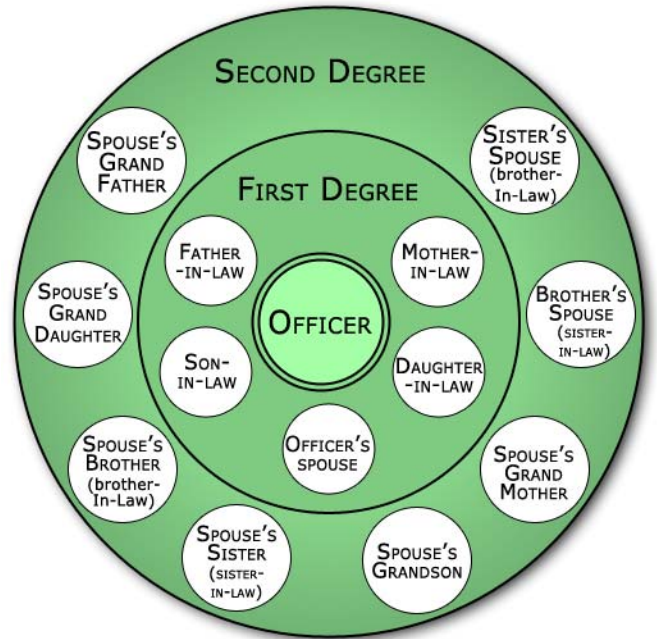 SECOND DEGREE
SPOUSE'S
GRAND
FATHER
SISTER'S
SPOUSE
(brother-
In-Law)
FIRST DEGREE
FATHER
-IN-LAW
MOTHER-
IN-LAW
OFFICER
SPOUSE'S
GRAND
DAUGHTER
BROTHER'S
SPOUSE
(SISTER-
IN-LAW)
SON-
IN-LAW
DAUGHTER
-IN-LAW
OFFICER'S
SPOUSE
SPOUSE'S
BROTHER
(brother-
In-Law)
SPOUSE'S
GRAND
MOTHER
SPOUSE'S
SISTER
(SISTER-
IN-LAW)
SPOUSE'S
GRANDSON